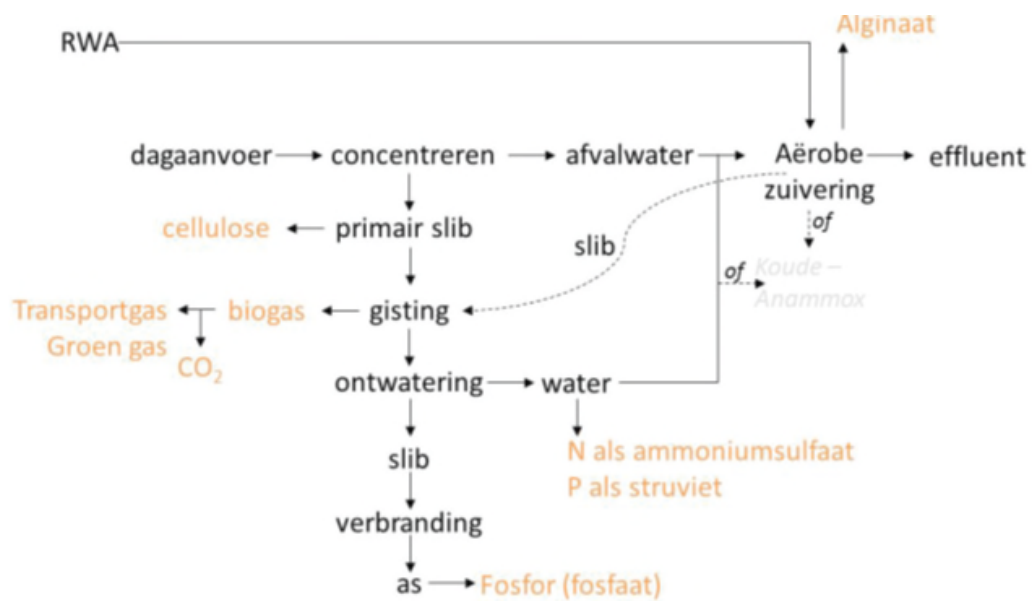 Alginaat
RWA
dagaanvoer
concentreren
afvalwater
Aërobe
zuivering
effluent
of
cellulose
primair slib
slib
of
Koude –
Anammox
Transportgas
Groen gas
biogas
gisting
CO₂
ontwatering
water
N als ammoniumsulfaat
P als struviet
slib
verbranding
as
Fosfor (fosfaat)